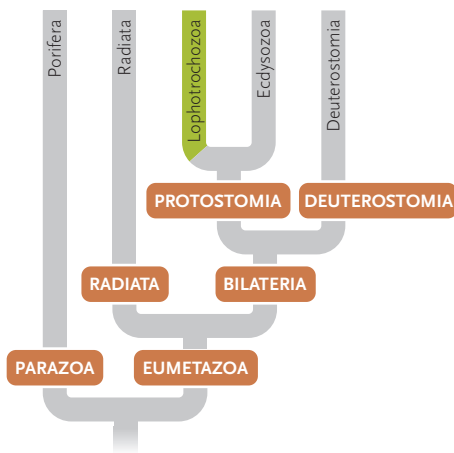 Porifera
Radiata
Lophotrochozoa
Ecdysozoa
Deuterostomia
PROTOSTOMIA
DEUTEROSTOMIA
RADIATA
BILATERIA
PARAZOA
EUMETAZOA